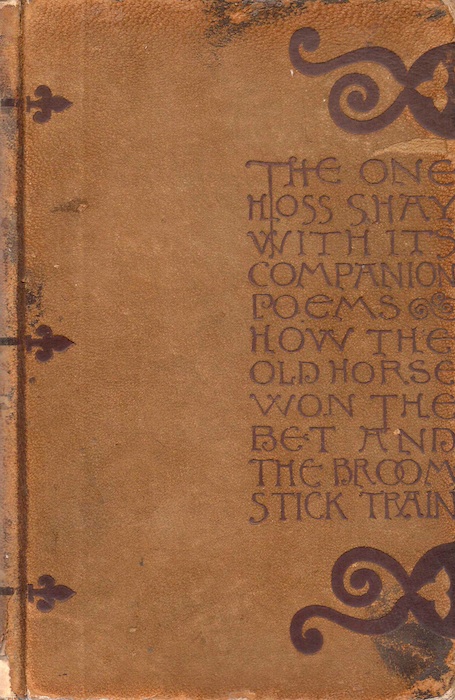 THE ONE
HOSS SHAY
WITH ITS
COMPANION
POEMS
HOW THE
OLD HORSE
WON THE
BET AND
THE BROOM
STICK TRAIN